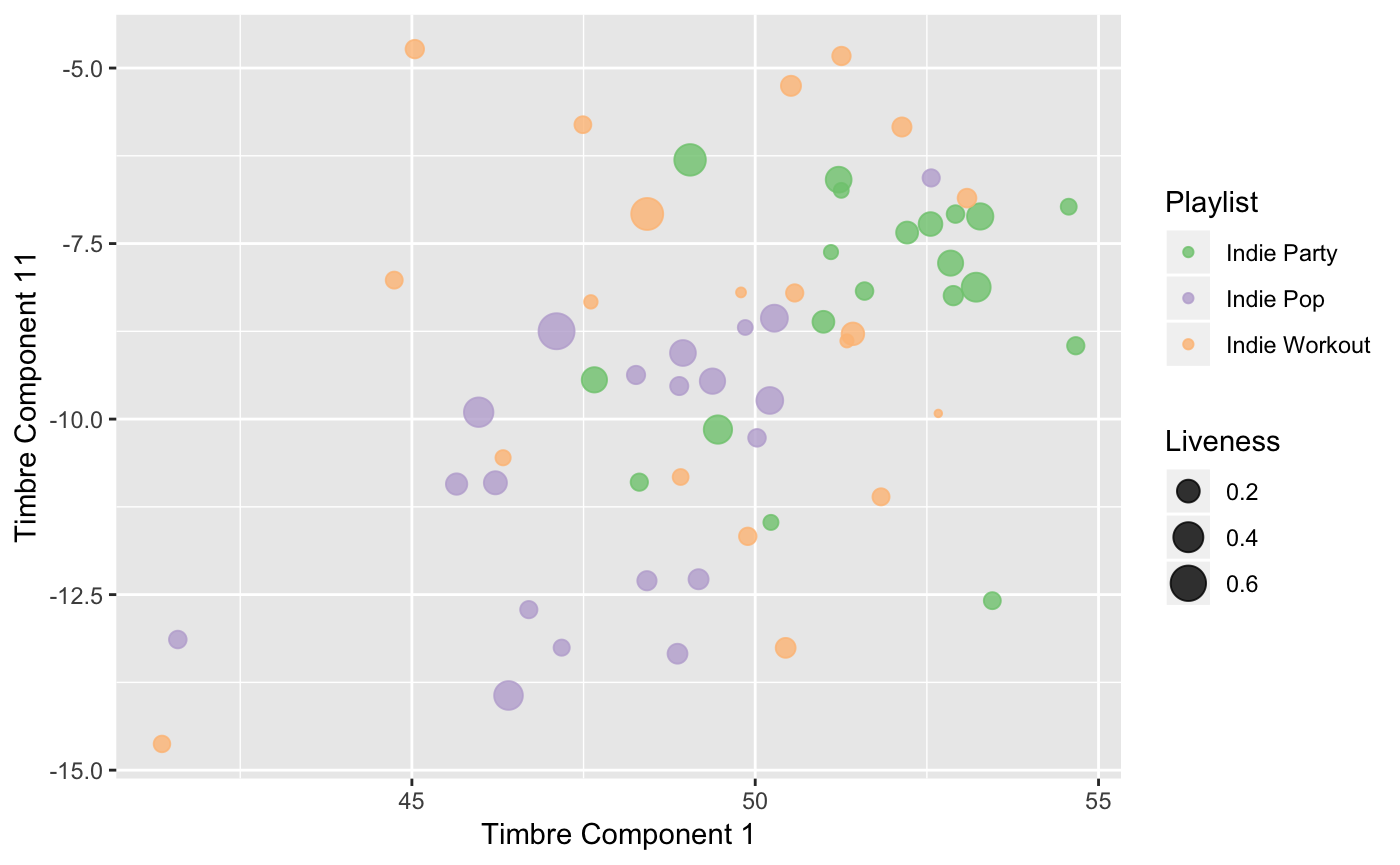 -5.0
-7.5
-10.0
-12.5
-15.0
45
50
55
Timbre Component 1
Timbre Component 11
Playlist
Indie Party
Indie Pop
Indie Workout
Liveness
0.2
0.4
0.6